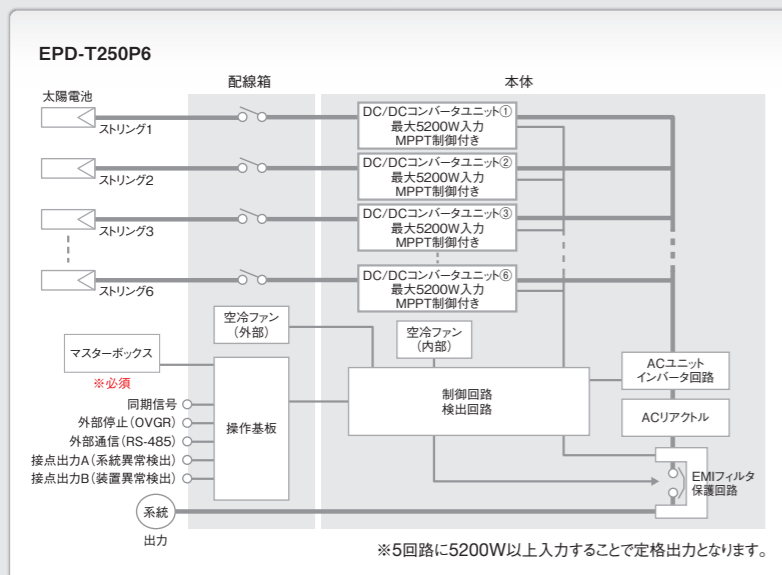 EPD-T250P6
配線箱
本体
太陽電池
ストリング1
DC/DCコンバータユニット①
最大5200W入力
MPPT制御付き
ストリング2
DC/DCコンバータユニット②
最大5200W入力
MPPT制御付き
ストリング3
DC/DCコンバータユニット③
最大5200W入力
MPPT制御付き
ストリング6
DC/DCコンバータユニット⑥
最大5200W入力
MPPT制御付き
空冷ファン
（外部）
空冷ファン
（内部）
マスターボックス
※必須
同期信号
外部停止（OVGR）
外部通信（RS-485）
接点出力A（系統異常検出）
接点出力B（装置異常検出）
操作基板
制御回路
検出回路
ACユニット
インバータ回路
ACリアクトル
EMIフィルタ
保護回路
系統
出力
※5回路に5200W以上入力することで定格出力となります。